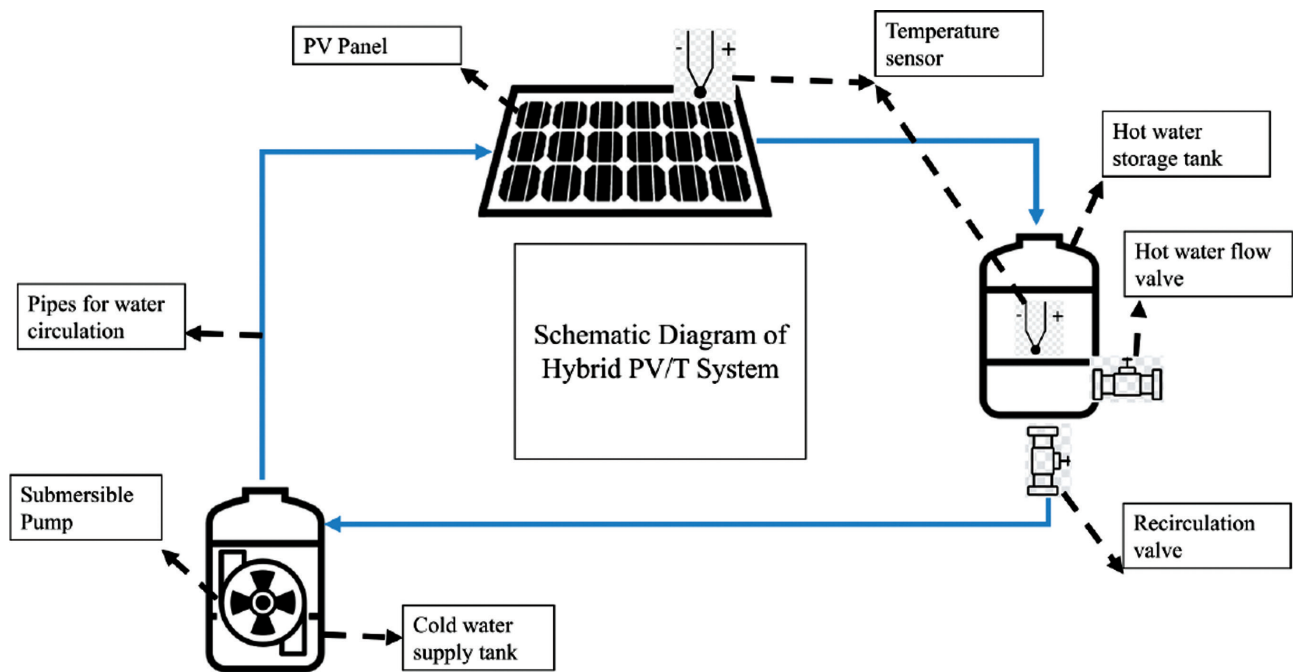 PV Panel
- +
Temperature
sensor
Hot water
storage tank
Hot water flow
valve
Pipes for water
circulation
Schematic Diagram of
Hybrid PV/T System
- +
Submersible
Pump
Recirculation
valve
Cold water
supply tank